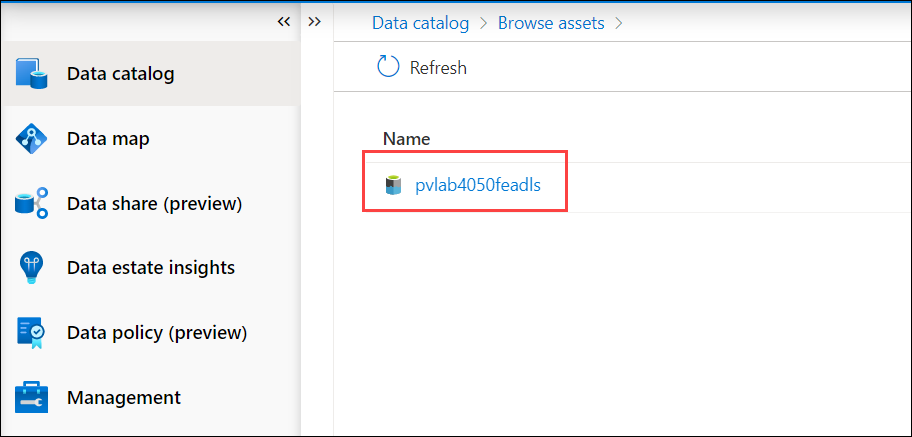 « »
Data catalog > Browse assets >
Data catalog
Refresh
Data map
Name
Data share (preview)
pvlab4050feadls
Data estate insights
Data policy (preview)
Management